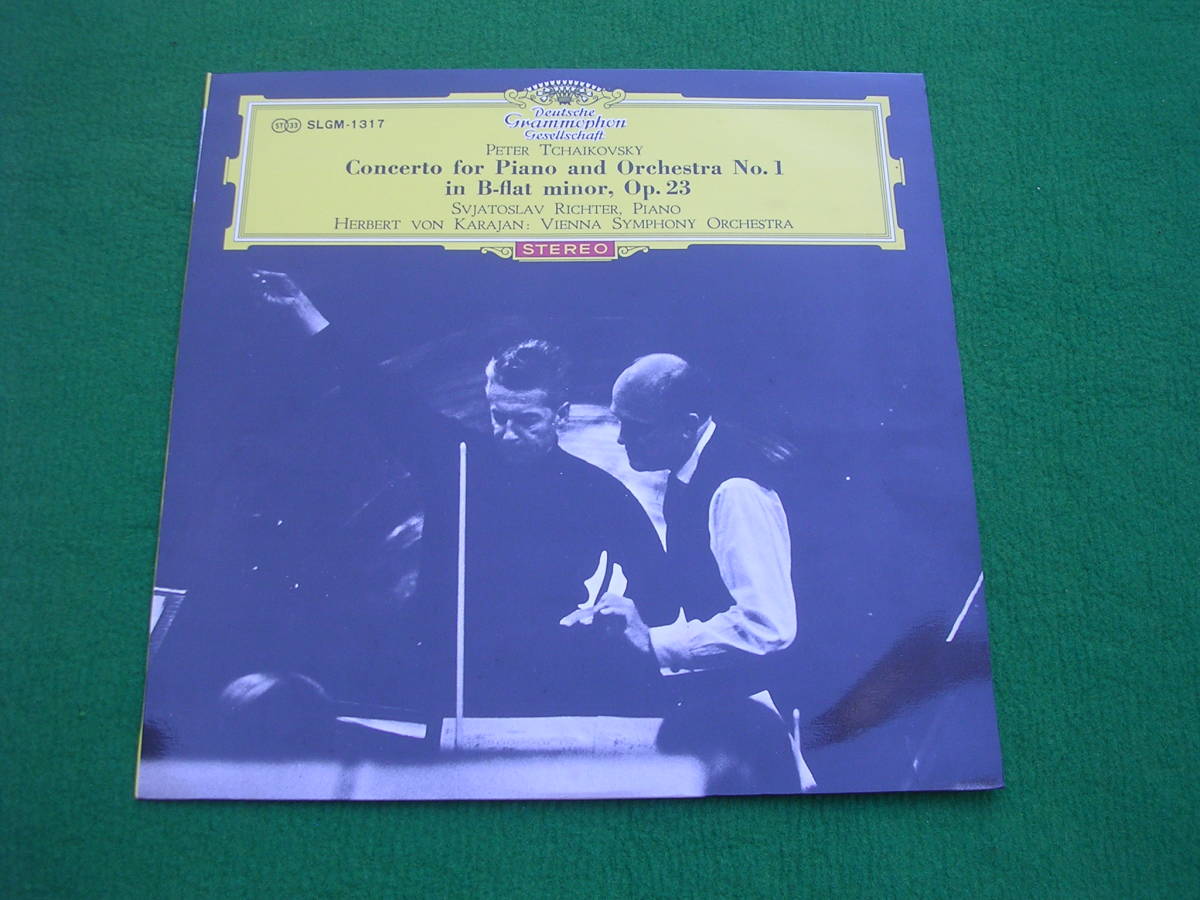 ST 33 SLGM-1317
Deutsche
Grammophon
Gesellschaft
PETER TCHAIKOVSKY
Concerto for Piano and Orchestra No. 1
in B-flat minor, Op. 23
SVJATOSLAV RICHTER, PIANO
HERBERT VON KARAJAN: VIENNA SYMPHONY ORCHESTRA
STEREO